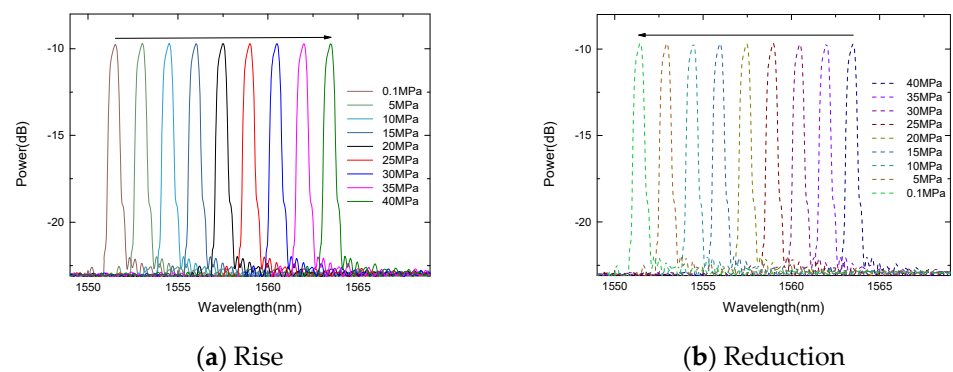 -10
-15
-20
Power(dB)
1550
1555
1560
1565
Wavelength(nm)
0.1MPa
5MPa
10MPa
15MPa
20MPa
25MPa
30MPa
35MPa
40MPa
(a) Rise
-10
-15
-20
Power(dB)
1550
1555
1560
1565
Wavelength(nm)
40MPa
35MPa
30MPa
25MPa
20MPa
15MPa
10MPa
5MPa
0.1MPa
(b) Reduction